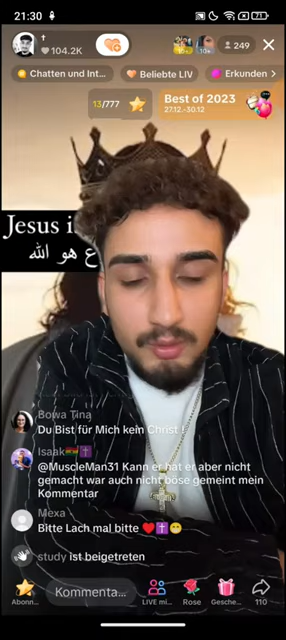 21:30
71
†
104.2K
10+
10+
249
Chatten und Int...
Beliebte LIV
Erkunden >
13/777
Best of 2023
27.12.-30.12
Jesus i
ع هو الله
Bowa Tina
Du Bist für Mich kein Christ !
Isaak
@MuscleMan31 Kann er hat er aber nicht
gemacht war auch nicht böse gemeint mein
Kommentar
Mexa
Bitte Lach mal bitte ❤️✝️😁
study ist beigetreten
Abonn...
Kommenta...
LIVE mi...
Rose
Gesche...
110